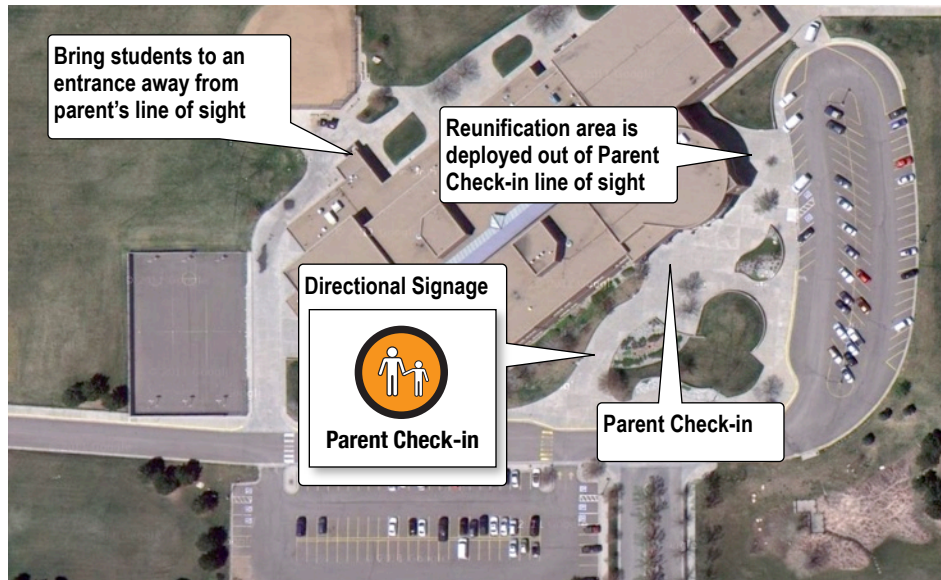 Bring students to an
entrance away from
parent's line of sight
Reunification area is
deployed out of Parent
Check-in line of sight
Directional Signage
Parent Check-in
Parent Check-in